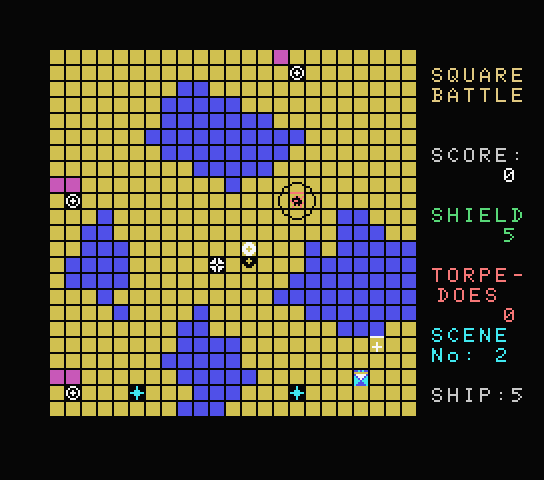 SQUARE
BATTLE
SCORE:
0
SHIELD
5
TORPE-
DOES
0
SCENE
No: 2
SHIP:5